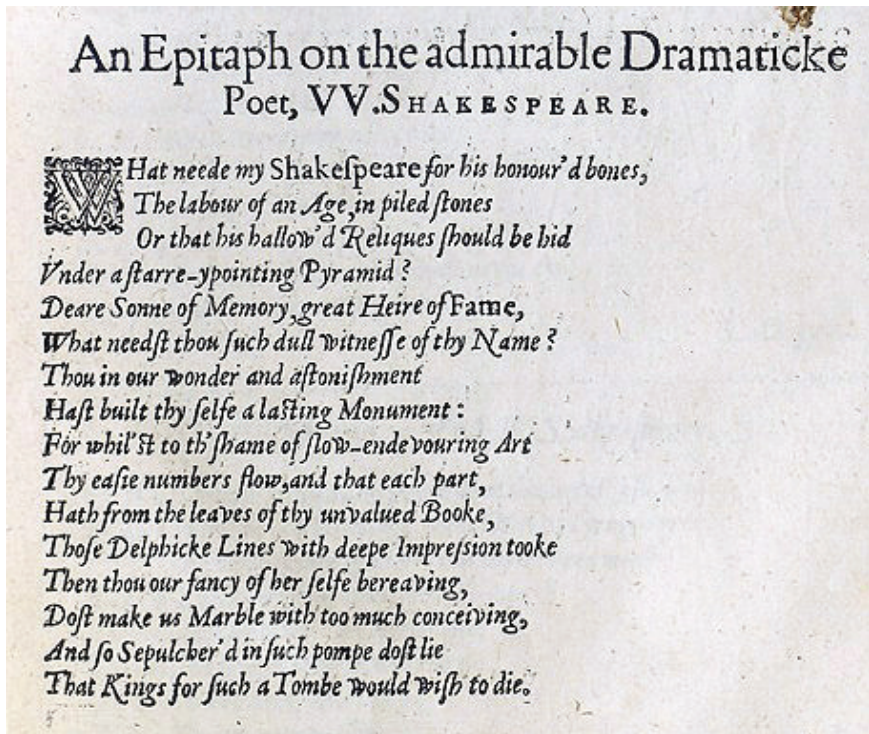 An Epitaph on the admirable Dramaticke
Poet, VV.SHAKESPEARE.
WHat neede my Shakeſpeare for his honour'd bones,
The labour of an Age,in piled ſtones
Or that his hallow'd Reliques ſhould be hid
Vnder a ſtarre-ypointing Pyramid?
Deare Sonne of Memory,great Heire of Fame,
What needſt thou ſuch dull witneſſe of thy Name?
Thou in our wonder and aſtoniſhment
Haſt built thy ſelfe a laſting Monument:
For whil'ſt to th'ſhame of ſlow-endevouring Art
Thy eaſie numbers flow,and that each part,
Hath from the leaves of thy unvalued Booke,
Thoſe Delphicke Lines with deepe Impreſsion tooke
Then thou our fancy of her ſelfe bereaving,
Doſt make us Marble with too much conceiving,
And ſo Sepulcher'd in ſuch pompe doſt lie
That Kings for ſuch a Tombe would wiſh to die.